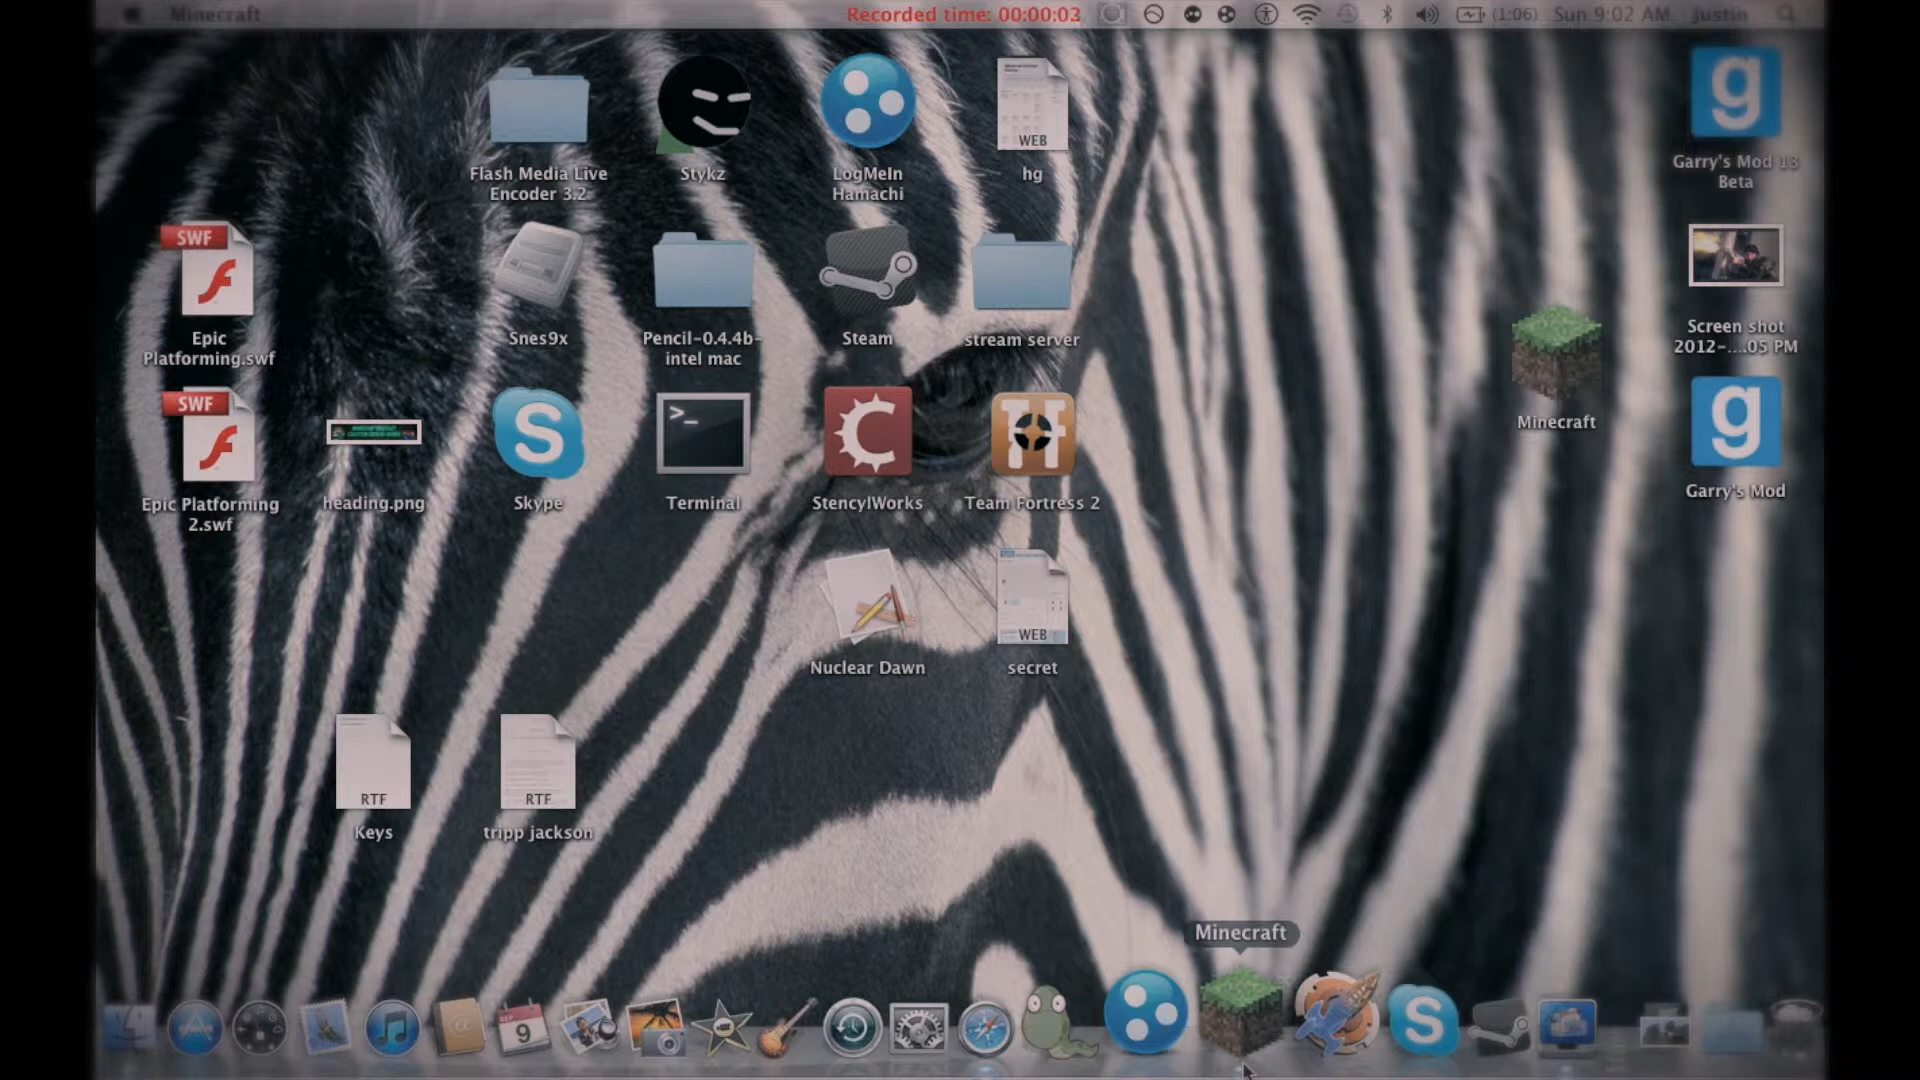 Minecraft
Recorded time: 00:00:03
(1:06)
Sun 9:02 AM
Justin
Flash Media Live
Encoder 3.2
Stykz
LogMeIn
Hamachi
WEB
hg
Garry's Mod 13
Beta
SWF
Epic
Platforming.swf
Snes9x
Pencil-0.4.4b-
intel mac
Steam
stream server
Minecraft
Screen shot
2012-....05 PM
SWF
Epic Platforming
2.swf
heading.png
Skype
>_
Terminal
StencylWorks
Team Fortress 2
Garry's Mod
Nuclear Dawn
WEB
secret
RTF
Keys
RTF
tripp jackson
Minecraft
SEP
9